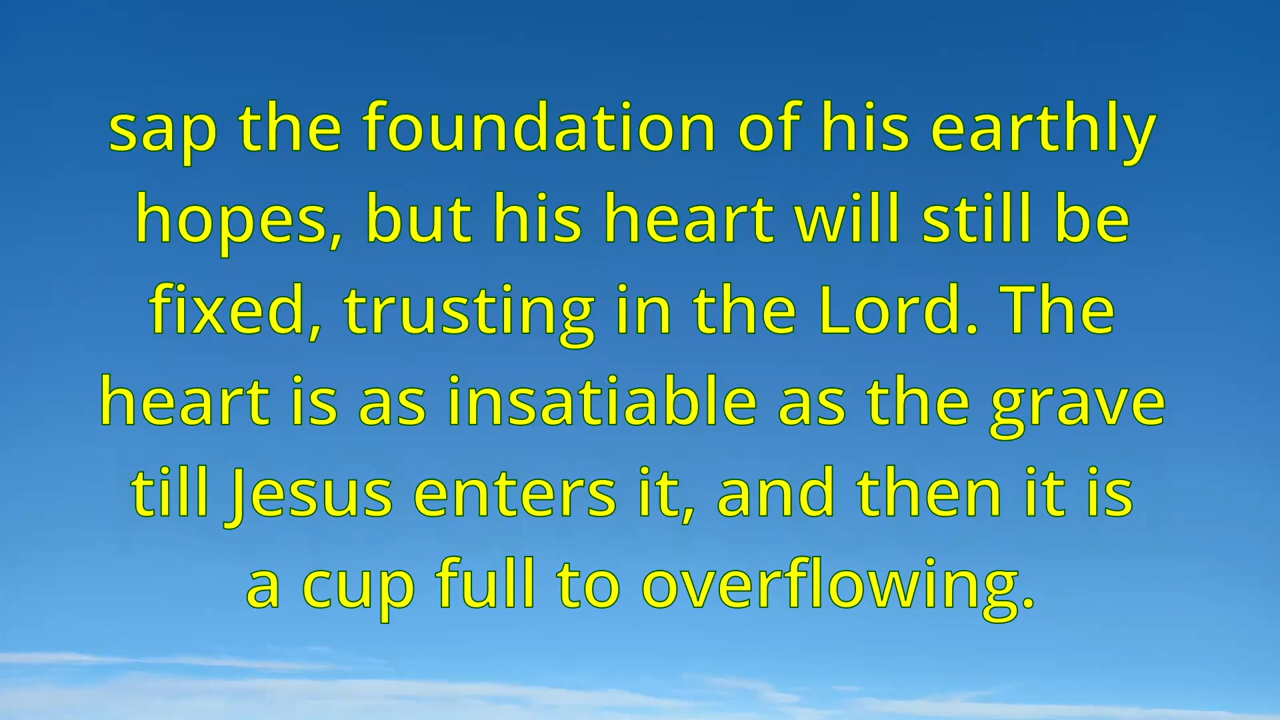 sap the foundation of his earthly
hopes, but his heart will still be
fixed, trusting in the Lord. The
heart is as insatiable as the grave
till Jesus enters it, and then it is
a cup full to overflowing.